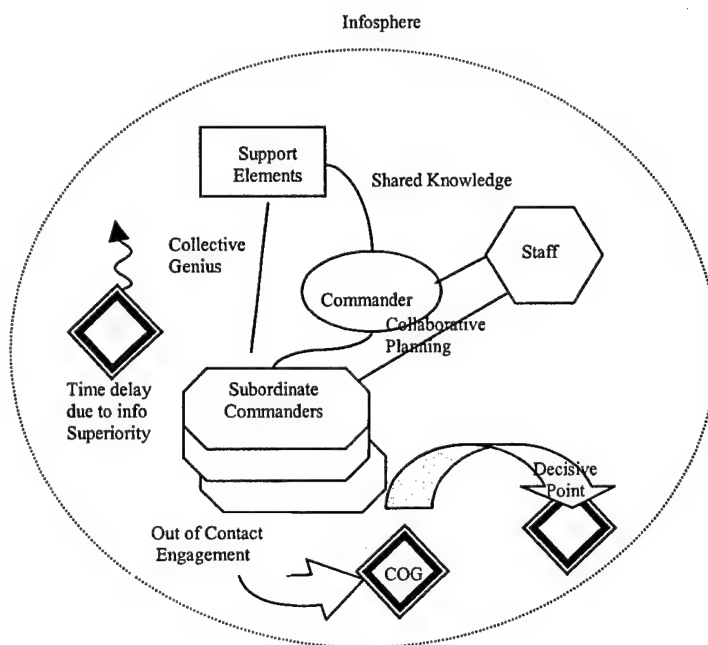 Infosphere
Support
Elements
Shared Knowledge
Collective
Genius
Staff
Commander
Collaborative
Planning
Time delay
due to info
Superiority
Subordinate
Commanders
Decisive
Point
Out of Contact
Engagement
COG